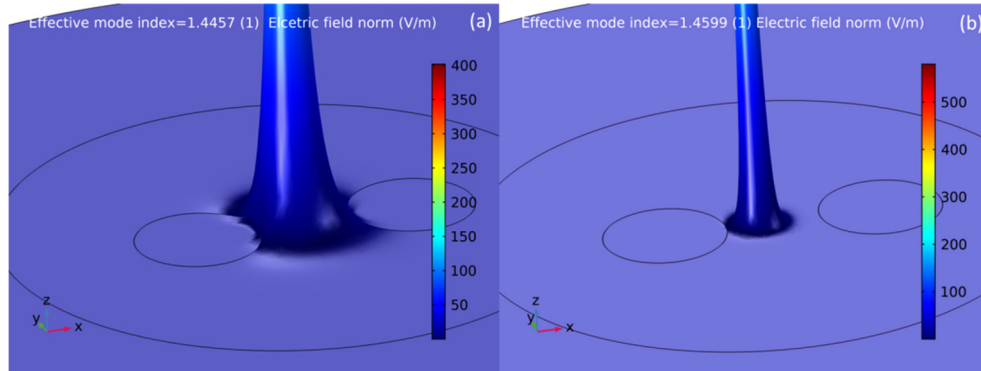 Effective mode index=1.4457 (1) Elcetric field norm (V/m) (a)
400
350
300
250
200
150
100
50
z
y
x
Effective mode index=1.4599 (1) Electric field norm (V/m) (b)
500
400
300
200
100
z
y
x